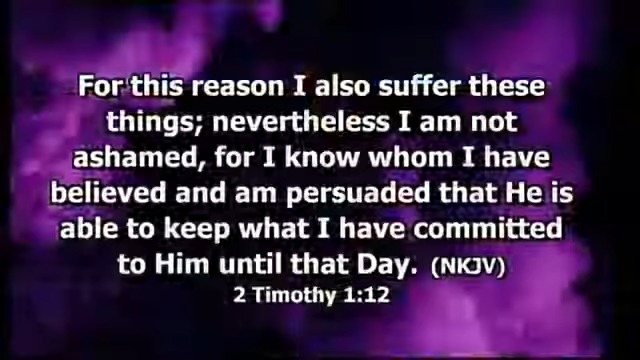 For this reason I also suffer these
things; nevertheless I am not
ashamed, for I know whom I have
believed and am persuaded that He is
able to keep what I have committed
to Him until that Day. (NKJV)
2 Timothy 1:12